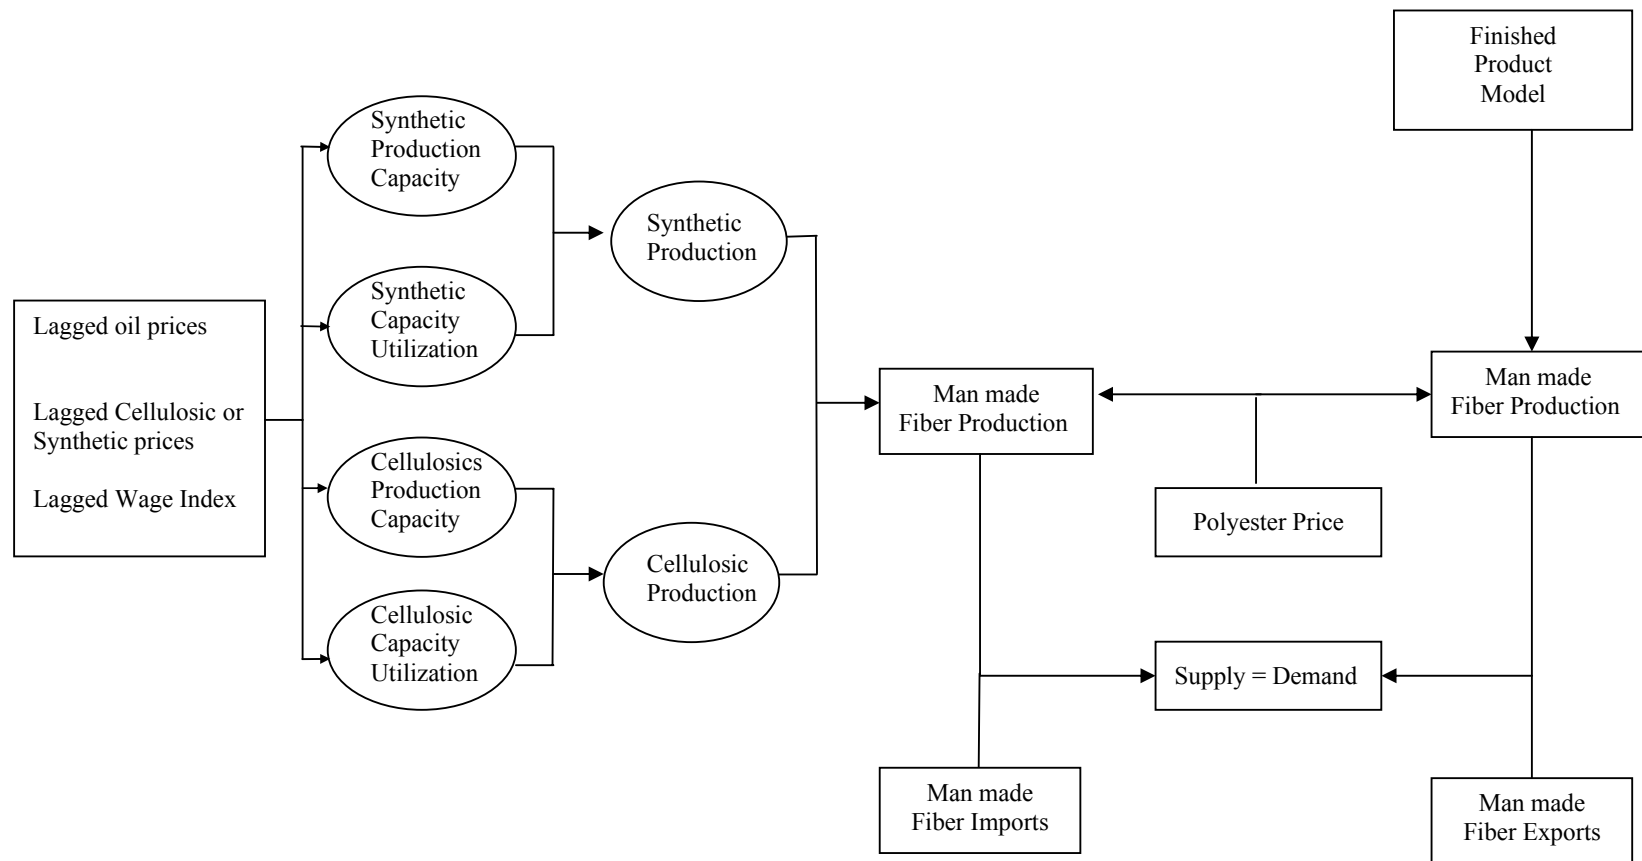 Finished
Product
Model
Synthetic
Production
Capacity
Synthetic
Production
Synthetic
Capacity
Utilization
Lagged oil prices
Lagged Cellulosic or
Synthetic prices
Lagged Wage Index
Man made
Fiber Production
Man made
Fiber Production
Cellulosics
Production
Capacity
Polyester Price
Cellulosic
Production
Cellulosic
Capacity
Utilization
Supply = Demand
Man made
Fiber Imports
Man made
Fiber Exports